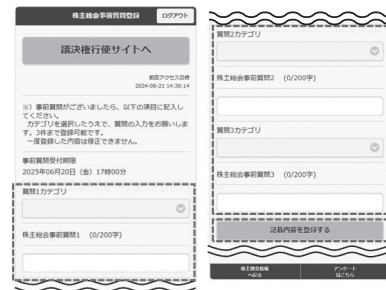 株主総会事前質問登録
ログアウト
議決権行使サイトへ
前回アクセス日時
2024-08-21 14:36:14
※）事前質問がございましたら、以下の項目に記入し
てください。
カテゴリを選択したうえで、質問の入力をお願いしま
す。3件まで登録可能です。
一度登録した内容は修正できません。
事前質問受付期限
2025年06月20日（金）17時00分
質問1カテゴリ
株主総会事前質問1　(0/200字)
質問2カテゴリ
株主総会事前質問2　(0/200字)
質問3カテゴリ
株主総会事前質問3　(0/200字)
記載内容を登録する
株主総会情報
へ戻る
アンケート
はこちら